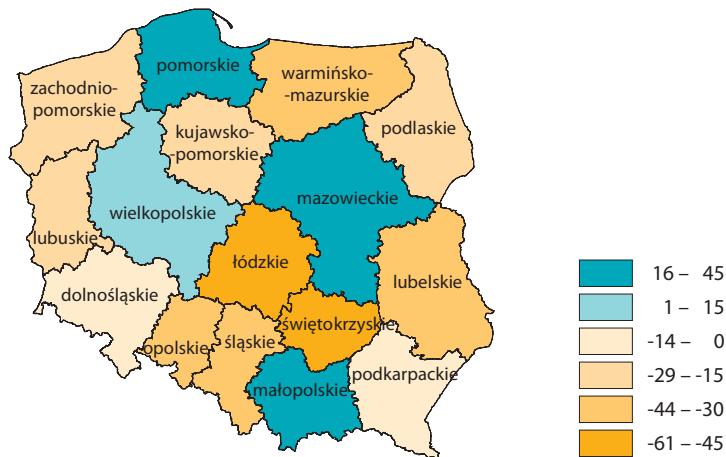 pomorskie
zachodnio-
-pomorskie
warmińsko-
-mazurskie
kujawsko-
-pomorskie
podlaskie
mazowieckie
wielkopolskie
lubuskie
łódzkie
lubelskie
dolnośląskie
opolskie
śląskie
świętokrzyskie
podkarpackie
małopolskie
16 – 45
1 – 15
-14 – 0
-29 – -15
-44 – -30
-61 – -45